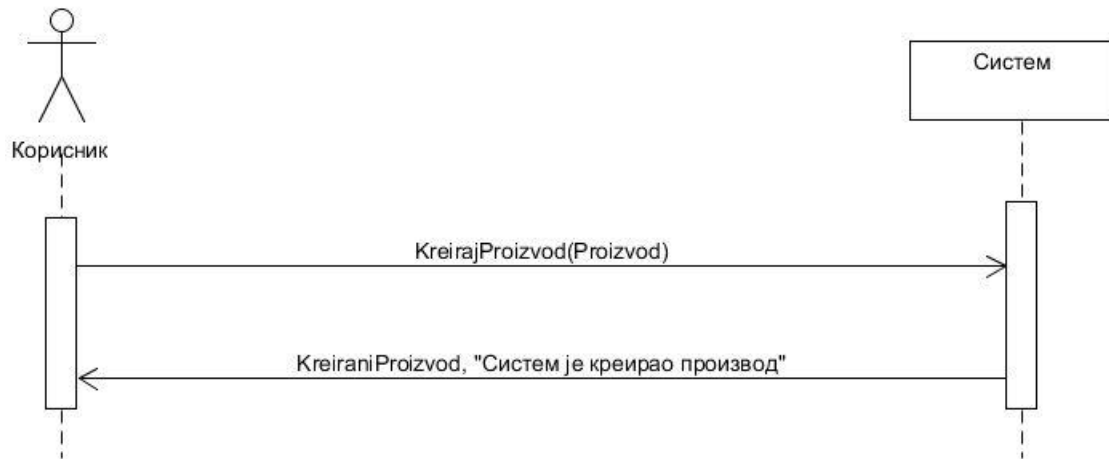 Систем
Корисник
KreirajProizvod(Proizvod)
KreiraniProizvod, "Систем је креирао производ"